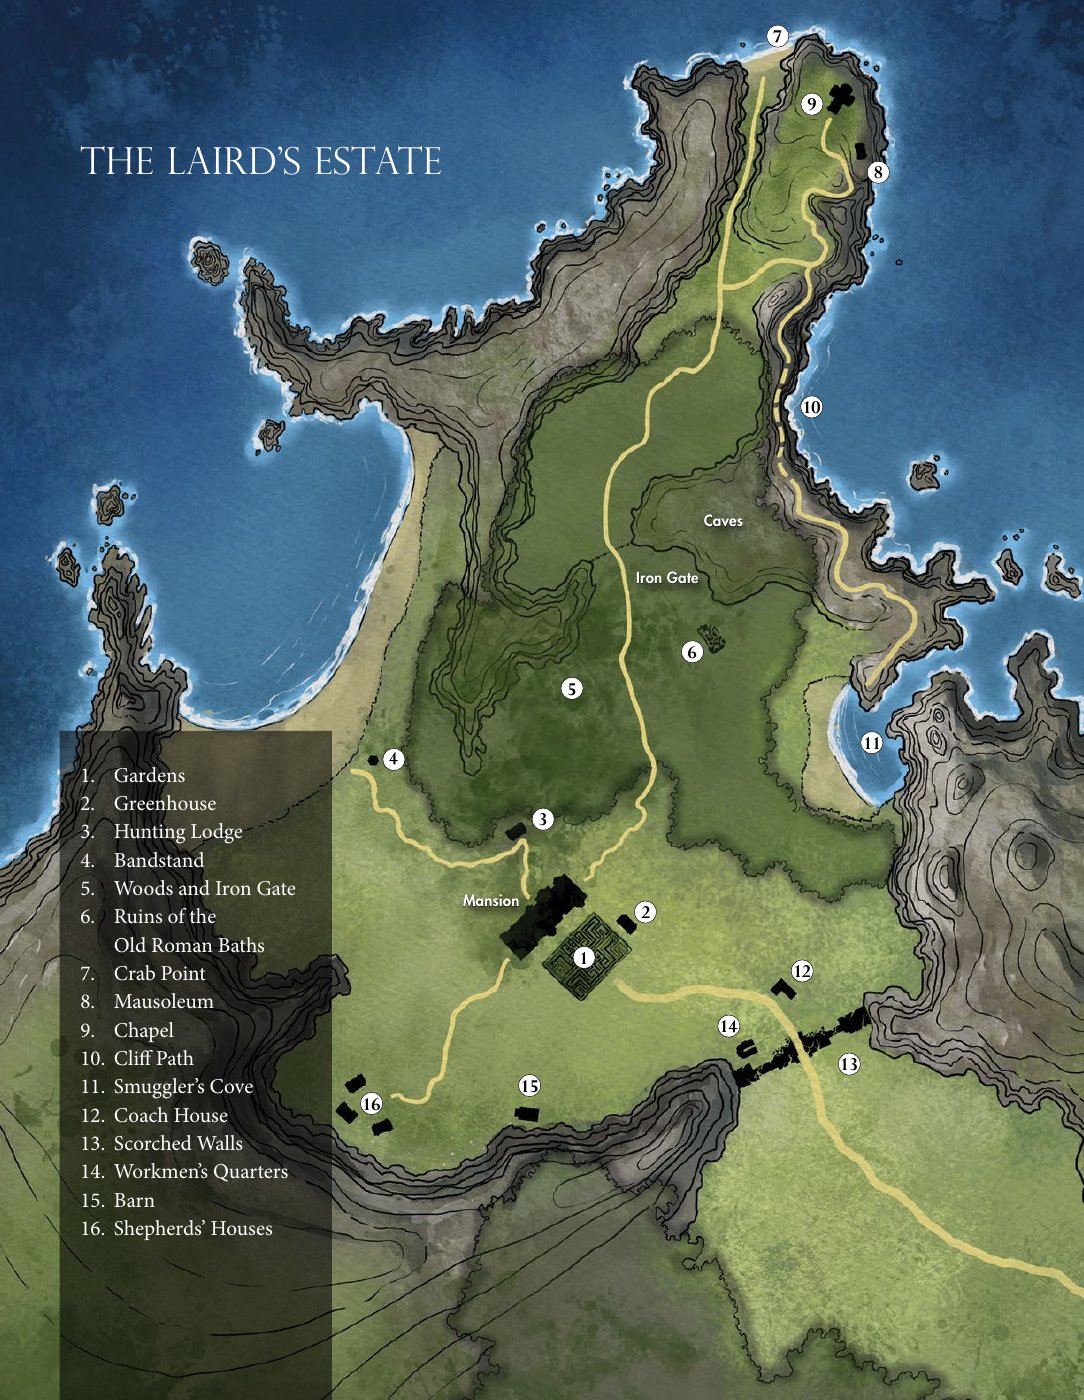 THE LAIRD'S ESTATE
7
9
8
10
Caves
Iron Gate
6
5
11
4
3
Mansion
2
1
12
14
13
15
16
1. Gardens
2. Greenhouse
3. Hunting Lodge
4. Bandstand
5. Woods and Iron Gate
6. Ruins of the
Old Roman Baths
7. Crab Point
8. Mausoleum
9. Chapel
10. Cliff Path
11. Smuggler's Cove
12. Coach House
13. Scorched Walls
14. Workmen's Quarters
15. Barn
16. Shepherds' Houses